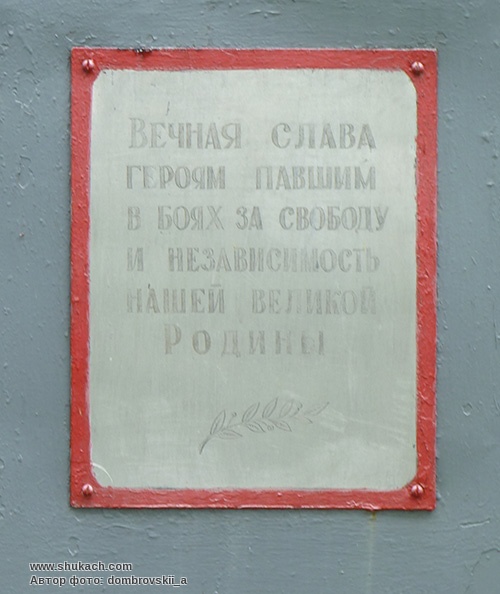 Вечная слава
героям павшим
в боях за свободу
и независимость
нашей великой
Родины
www.shukach.com
Автор фото: dombrovskii_a